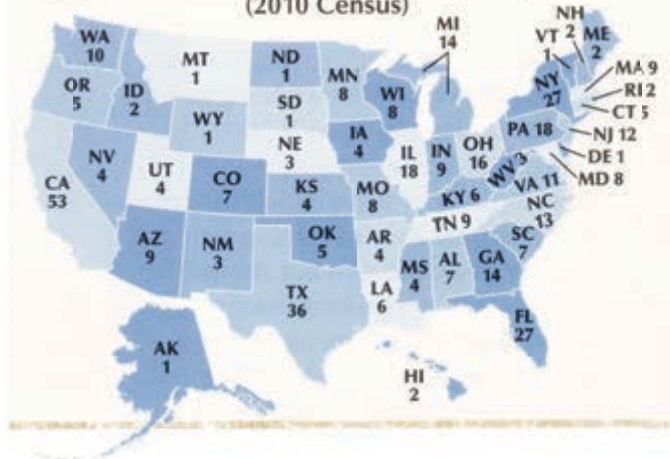 (2010 Census)
WA
10
MT
1
ND
1
MN
8
MI
14
NH
2
VT
1
ME
2
OR
5
ID
2
WY
1
SD
1
WI
8
NY
27
MA 9
RI 2
CT 5
NJ 12
DE 1
MD 8
PA 18
NV
4
UT
4
CO
7
NE
3
IA
4
IL
18
IN
9
OH
16
WV 3
VA 11
CA
53
KS
4
MO
8
KY 6
NC
13
TN 9
AZ
9
NM
3
OK
5
AR
4
SC
7
MS
4
AL
7
GA
14
TX
36
LA
6
FL
27
AK
1
HI
2